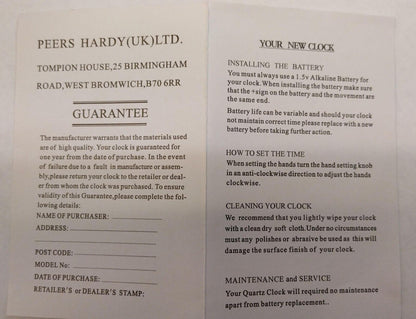 PEERS HARDY(UK)LTD.
TOMPION HOUSE,25 BIRMINGHAM
ROAD,WEST BROMWICH,B70 6RR
GUARANTEE
The manufacturer warrants that the materials used
are of high quality. Your clock is guaranteed for
one year from the date of purchase. In the event
of failure due to a fault in manufacture or assem-
bly,please return your clock to the retailer or deal-
er from whom the clock was purchased. To ensure
validity of this Guarantee,please complete the fo-
lowing details:
NAME OF PURCHASER:
ADDRESS:
POST CODE:
MODEL No:
DATE OF PURCHASE:
RETAILER'S or DEALER'S STAMP:
YOUR NEW CLOCK
INSTALLING THE BATTERY
You must always use a 1.5v Alkaline Battery for
your clock.When installing the battery make sure
that the +sign on the battery and the movement are
the same end.
Battery life can be variable and should your clock
not maintain correct time please replace with a new
battery before taking further action.
HOW TO SET THE TIME
When setting the hands turn the hand setting knob
in an anti-clockwise direction to adjust the hands
clockwise.
CLEANING YOUR CLOCK
We recommend that you lightly wipe your clock
with a clean dry soft cloth.Under no circumstances
must any polishes or abrasive be used as this will
damage the surface finish of your clock.
MAINTENANCE and SERVICE
Your Quartz Clock will required no maintenance
apart from battery replacement..